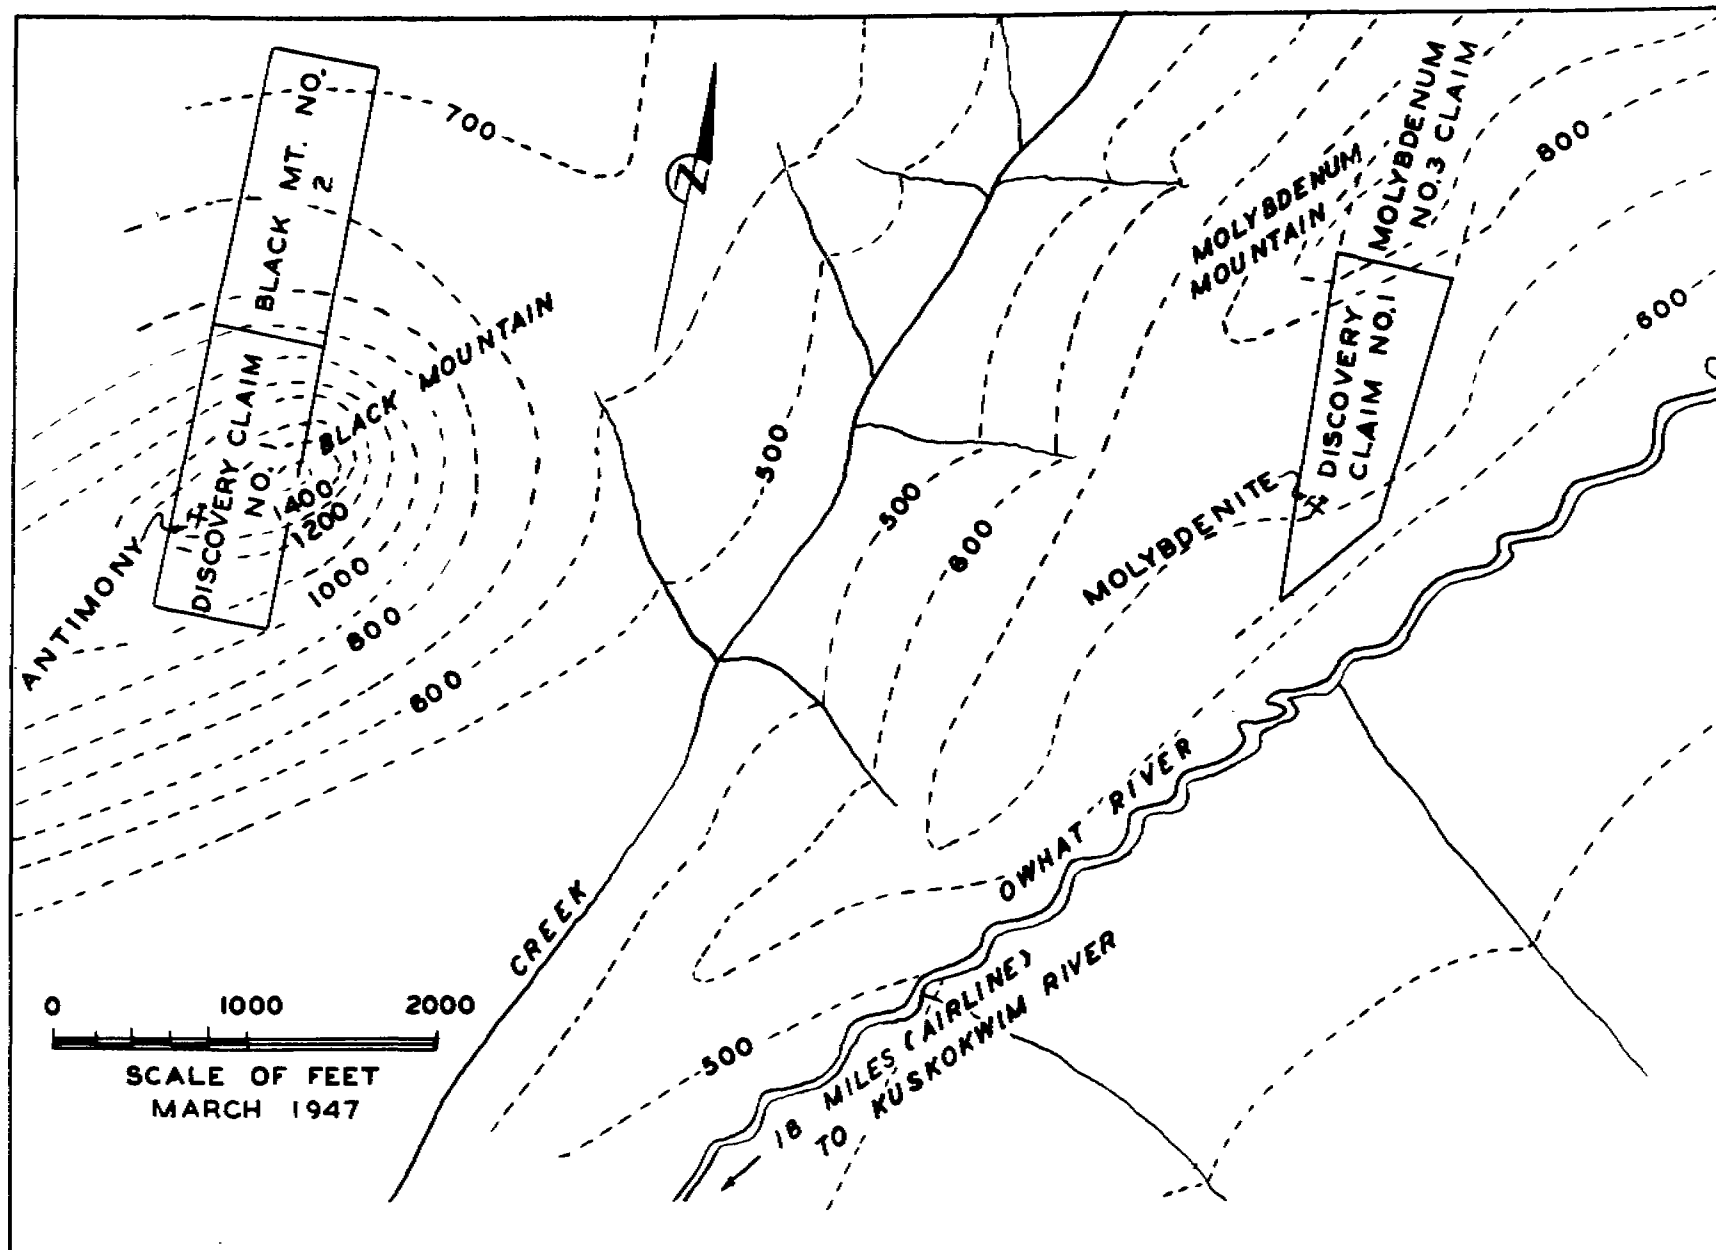 BLACK MT. NO.
2
DISCOVERY CLAIM
NO. 1
BLACK MOUNTAIN
ANTIMONY
700
1400
1200
1000
800
600
N
500
500
600
MOLYBDENUM
MOUNTAIN
MOLYBDENUM
NO.3 CLAIM
DISCOVERY
CLAIM NO.1
MOLYBDENITE
800
600
CREEK
OWHAT RIVER
500
18 MILES (AIRLINE)
TO KUSKOKWIM RIVER
0 1000 2000
SCALE OF FEET
MARCH 1947